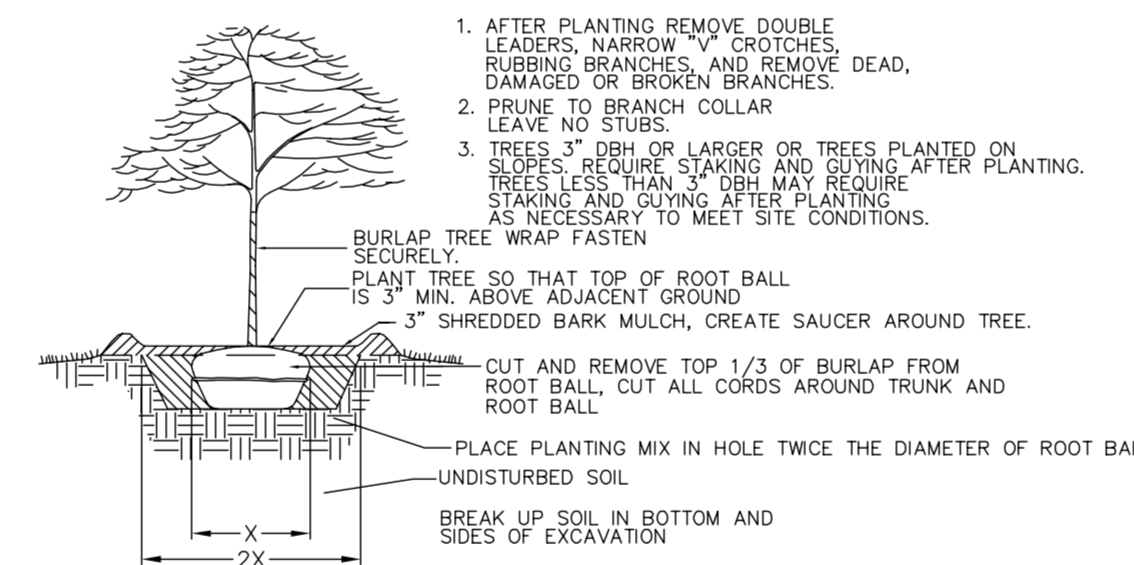 1. AFTER PLANTING REMOVE DOUBLE
LEADERS, NARROW "V" CROTCHES,
RUBBING BRANCHES, AND REMOVE DEAD,
DAMAGED OR BROKEN BRANCHES.
2. PRUNE TO BRANCH COLLAR
LEAVE NO STUBS.
3. TREES 3" DBH OR LARGER OR TREES PLANTED ON
SLOPES. REQUIRE STAKING AND GUYING AFTER PLANTING.
TREES LESS THAN 3" DBH MAY REQUIRE
STAKING AND GUYING AFTER PLANTING
AS NECESSARY TO MEET SITE CONDITIONS.
BURLAP TREE WRAP FASTEN
SECURELY.
PLANT TREE SO THAT TOP OF ROOT BALL
IS 3" MIN. ABOVE ADJACENT GROUND
3" SHREDDED BARK MULCH, CREATE SAUCER AROUND TREE.
CUT AND REMOVE TOP 1/3 OF BURLAP FROM
ROOT BALL, CUT ALL CORDS AROUND TRUNK AND
ROOT BALL
PLACE PLANTING MIX IN HOLE TWICE THE DIAMETER OF ROOT
UNDISTURBED SOIL
BREAK UP SOIL IN BOTTOM AND
SIDES OF EXCAVATION
X
2X